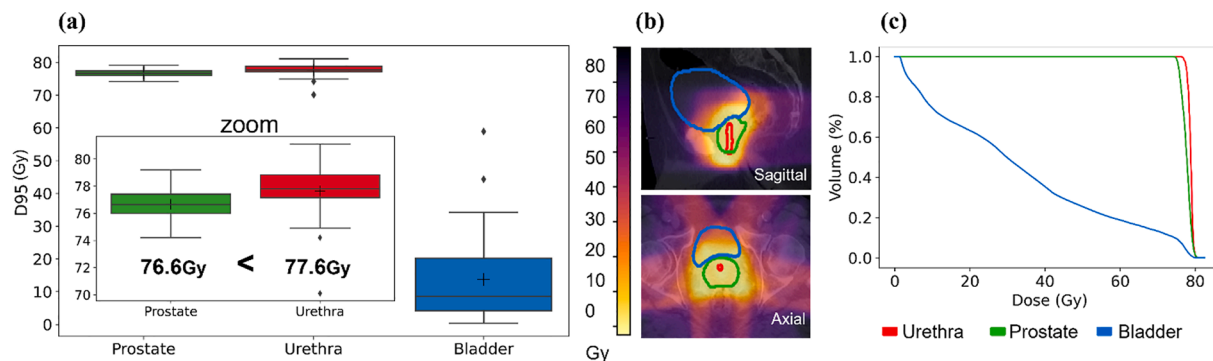 (a)
D95 (Gy)
80
70
60
50
40
30
20
10
0
zoom
80
78
76
74
72
70
76.6Gy < 77.6Gy
Prostate Urethra
Prostate Urethra Bladder
80
70
60
50
40
30
20
10
0
Gy
(b)
Sagittal
Axial
(c)
Volume (%)
1.0
0.8
0.6
0.4
0.2
0.0
0 20 40 60 80
Dose (Gy)
Urethra Prostate Bladder